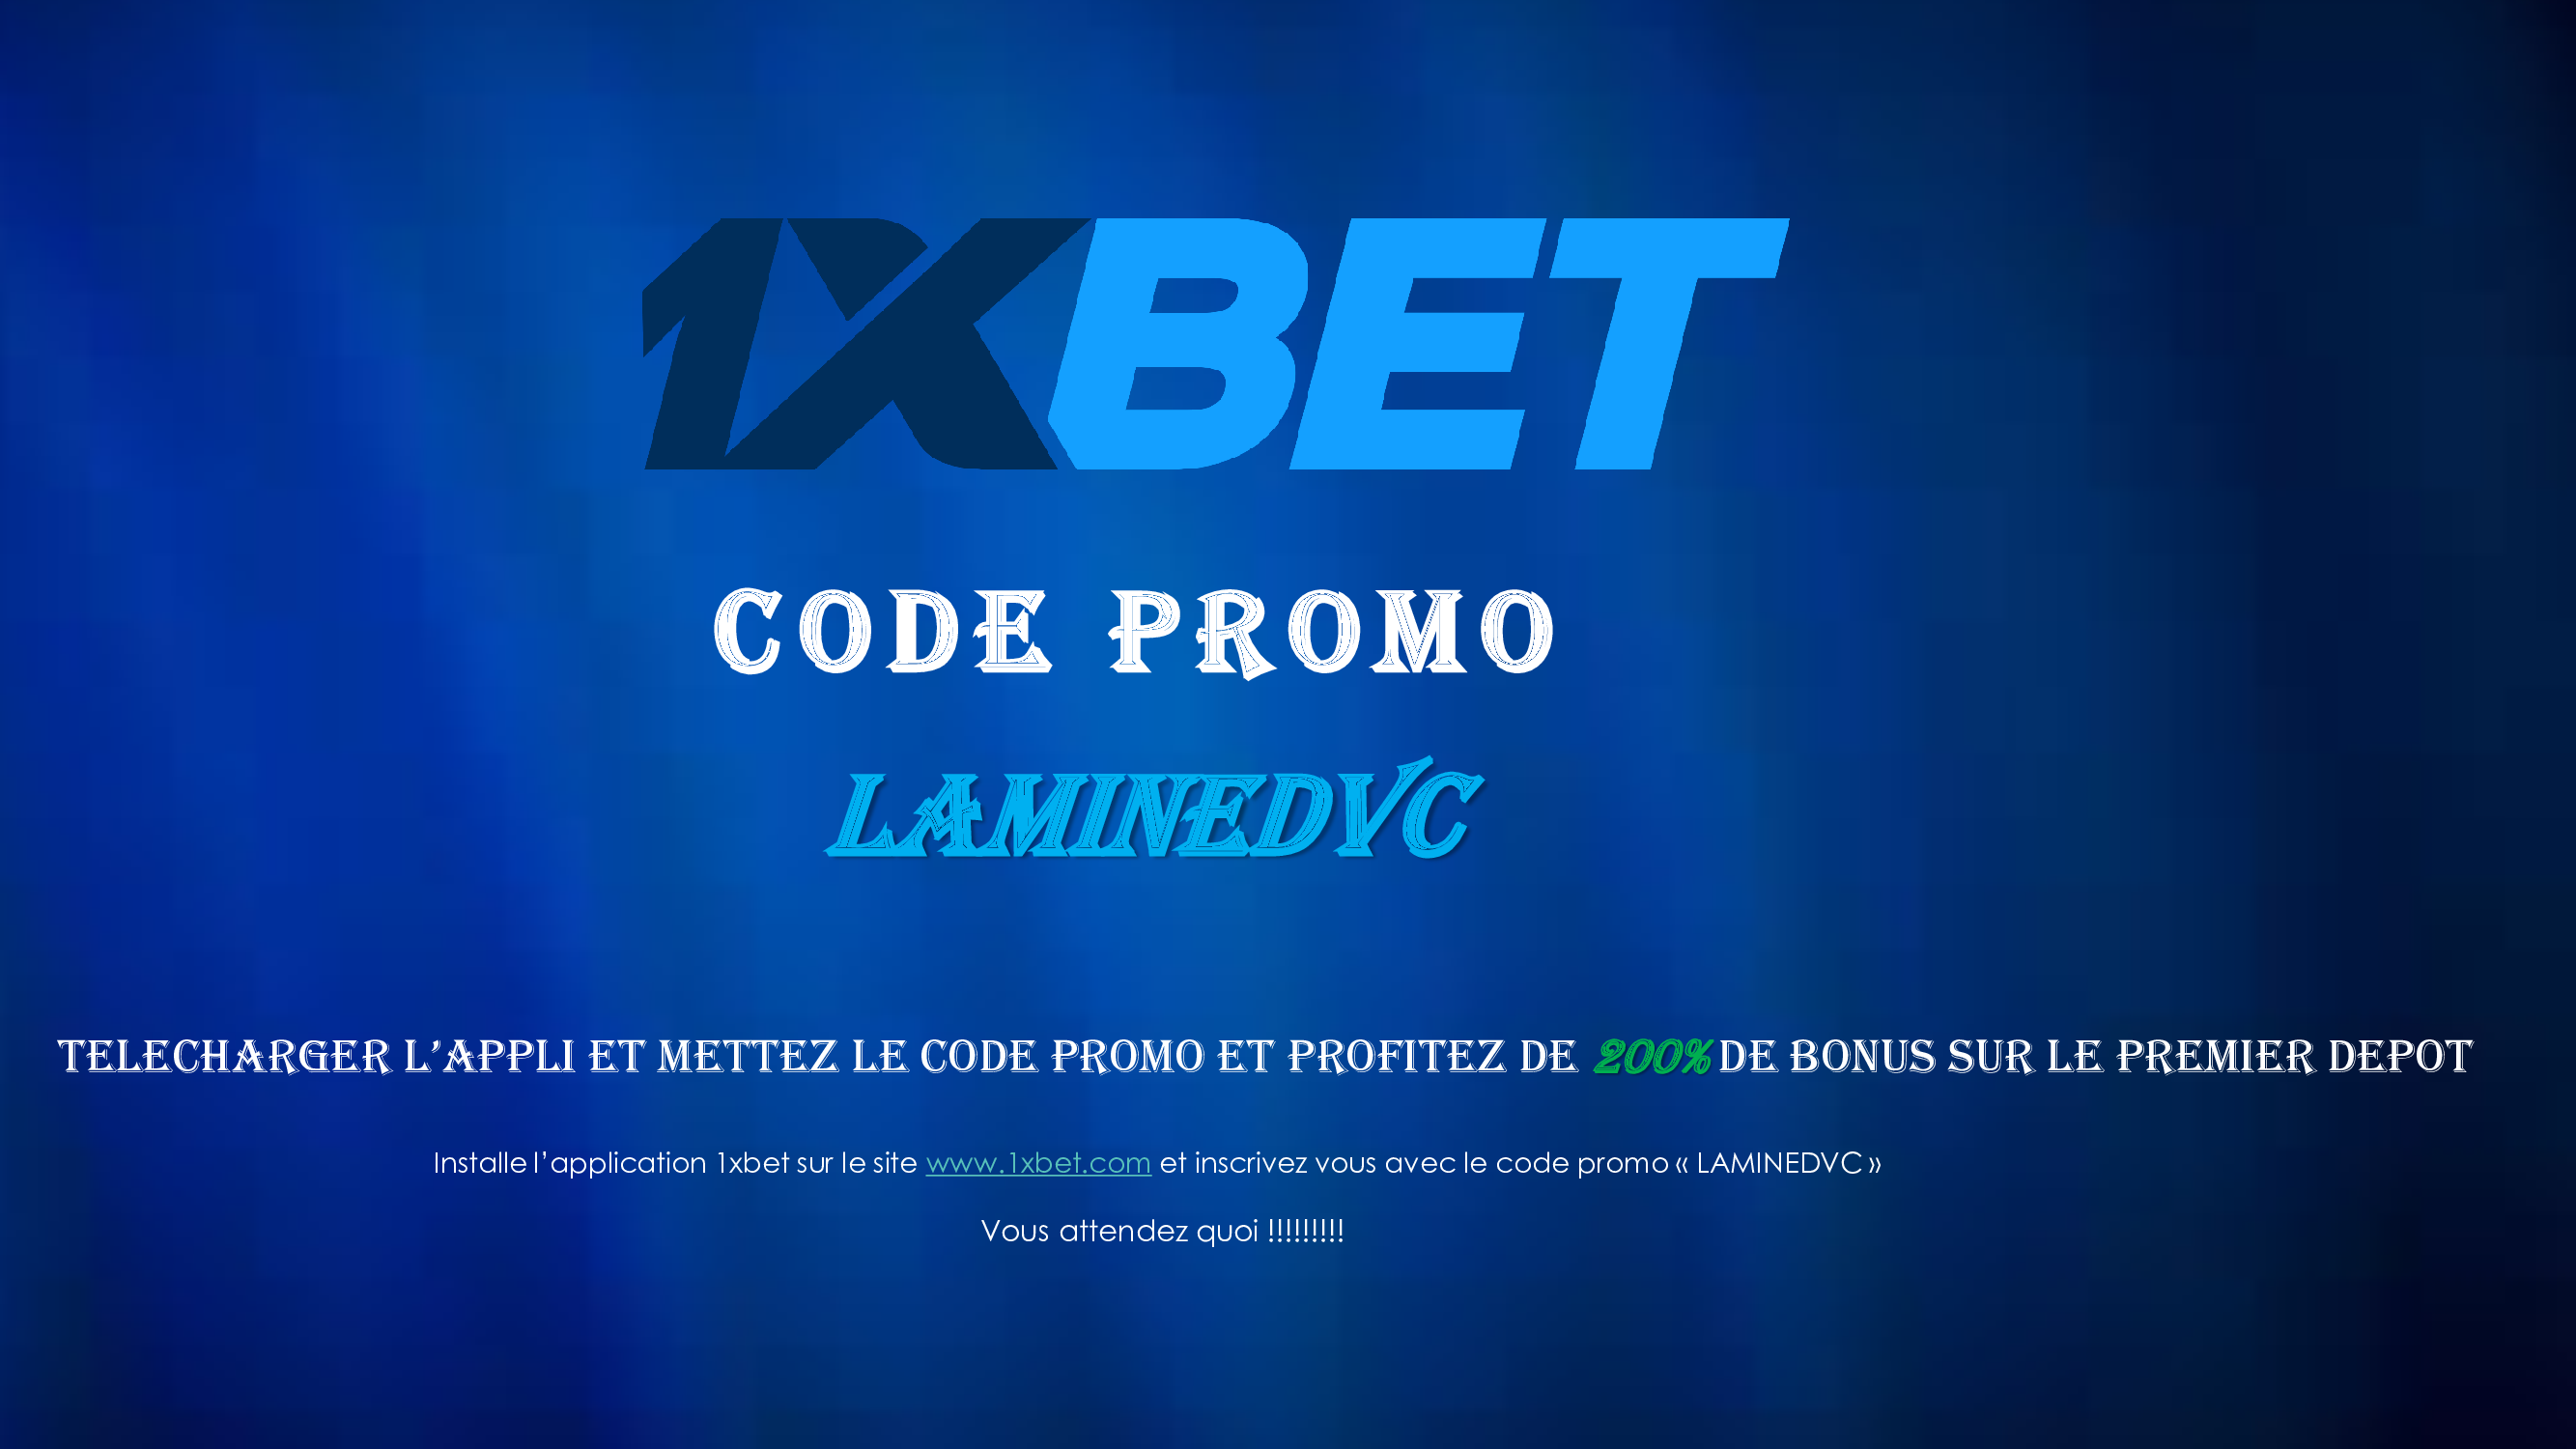 1XBET
CODE PROMO
LAMINEDVC
TELECHARGER L’APPLI ET METTEZ LE CODE PROMO ET PROFITEZ DE 200% DE BONUS SUR LE PREMIER DEPOT
Installe l’application 1xbet sur le site www.1xbet.com et inscrivez vous avec le code promo « LAMINEDVC »
Vous attendez quoi !!!!!!!!!